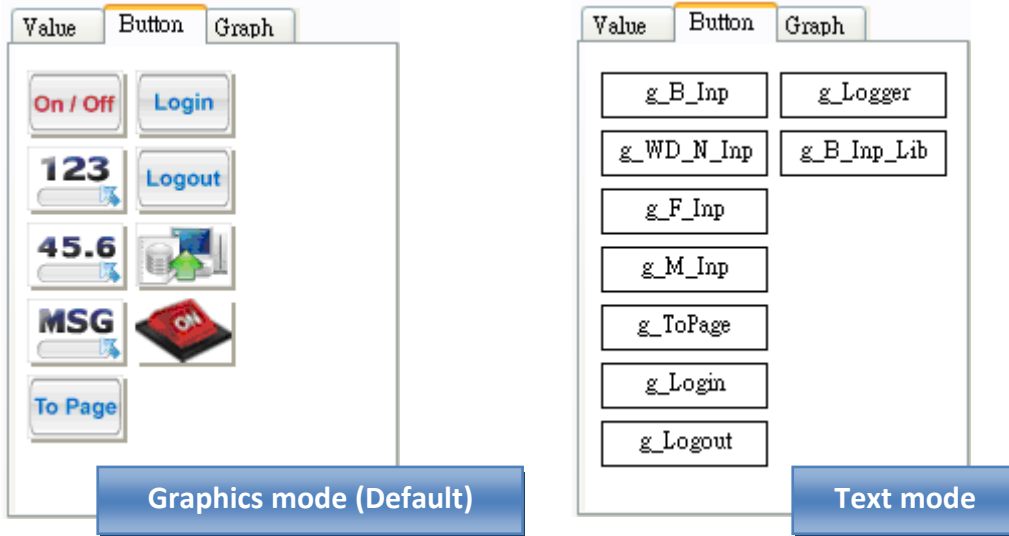 Value Button Graph
On / Off Login
123 Logout
45.6
MSG ON
To Page
Graphics mode (Default)
Value Button Graph
g_B_Inp g_Logger
g_WD_N_Inp g_B_Inp_Lib
g_F_Inp
g_M_Inp
g_ToPage
g_Login
g_Logout
Text mode